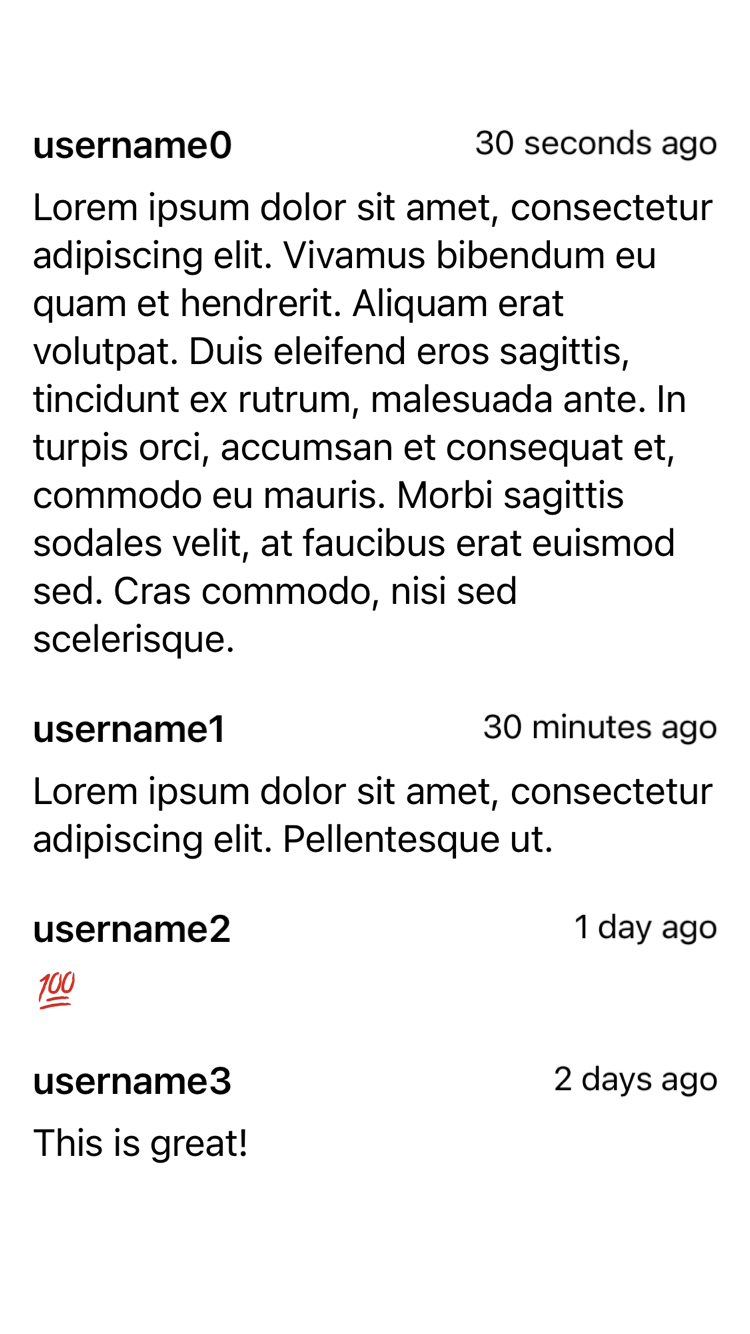 username0 30 seconds ago
Lorem ipsum dolor sit amet, consectetur
adipiscing elit. Vivamus bibendum eu
quam et hendrerit. Aliquam erat
volutpat. Duis eleifend eros sagittis,
tincidunt ex rutrum, malesuada ante. In
turpis orci, accumsan et consequat et,
commodo eu mauris. Morbi sagittis
sodales velit, at faucibus erat euismod
sed. Cras commodo, nisi sed
scelerisque.
username1 30 minutes ago
Lorem ipsum dolor sit amet, consectetur
adipiscing elit. Pellentesque ut.
username2 1 day ago
💯
username3 2 days ago
This is great!